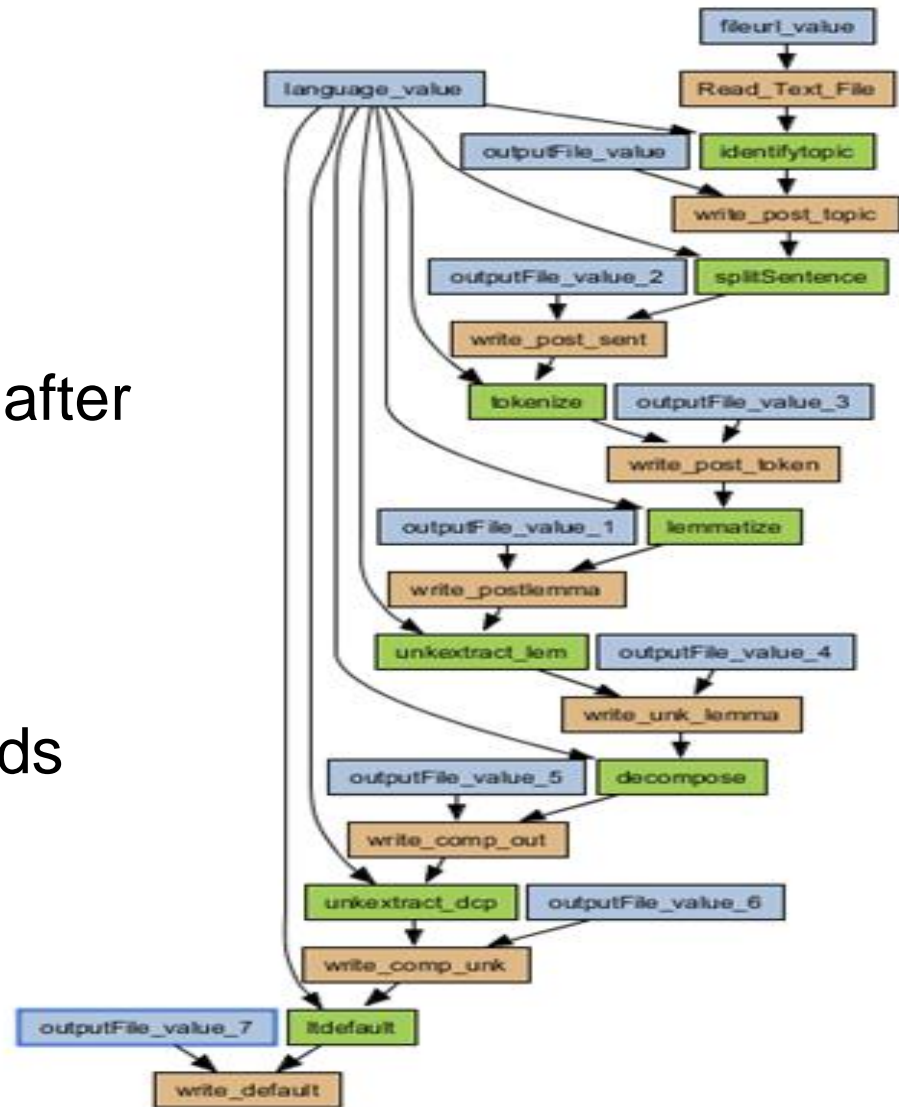 fileurl_value
language_value
Read_Text_File
outputFile_value
identifytopic
write_post_topic
outputFile_value_2
splitSentence
write_post_sent
after
tokenize
outputFile_value_3
write_post_token
outputFile_value_1
lemmatize
write_postlemma
unkextract_lem
outputFile_value_4
write_unk_lemma
ds
outputFile_value_5
decompose
write_comp_out
unkextract_dcp
outputFile_value_6
write_comp_unk
outputFile_value_7
ltdefault
write_default